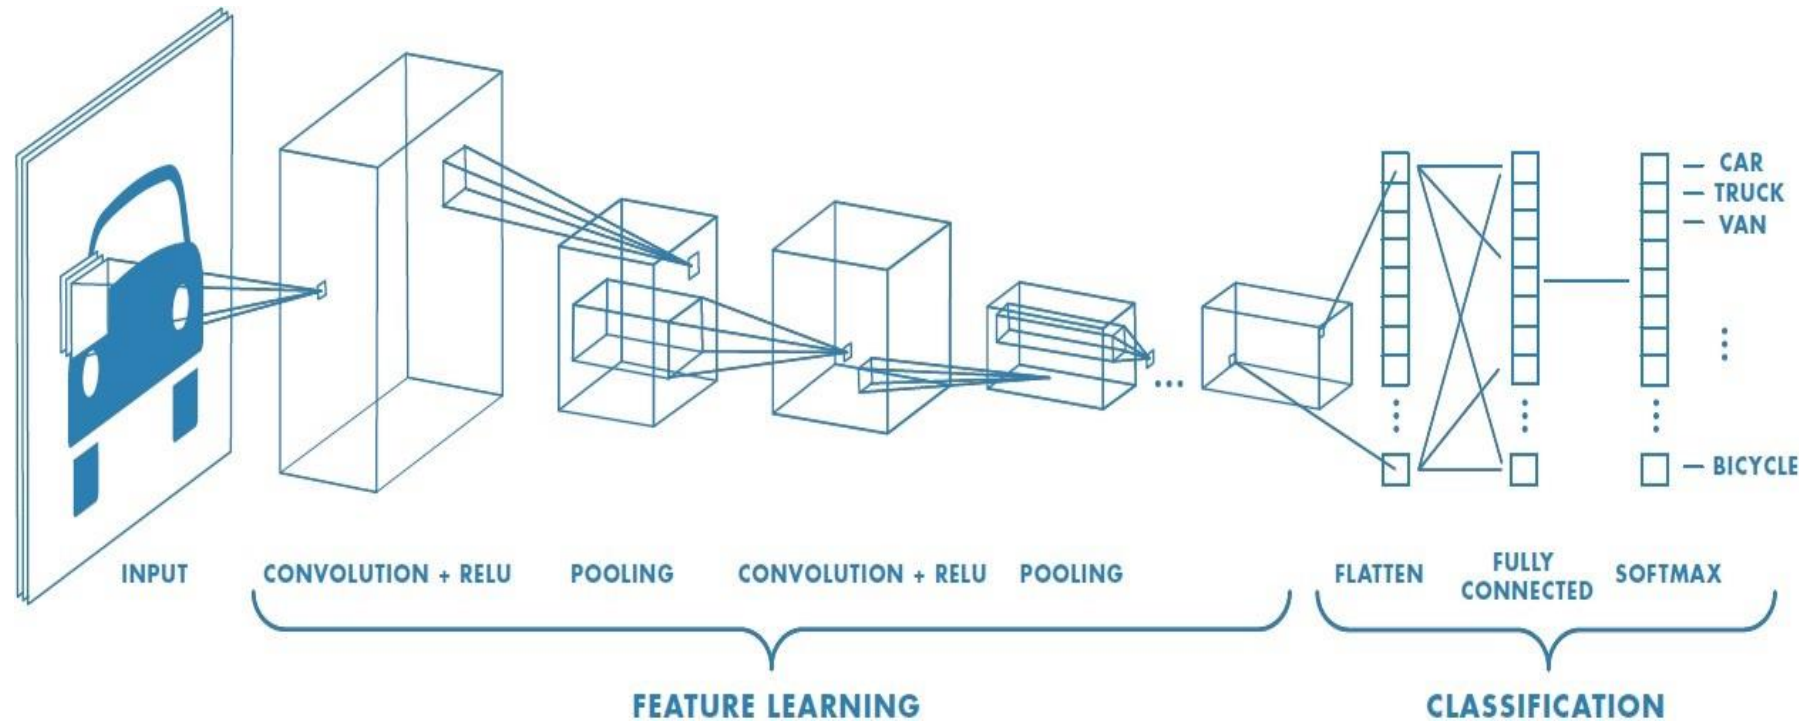 CAR
TRUCK
VAN
BICYCLE
INPUT
CONVOLUTION + RELU
POOLING
CONVOLUTION + RELU
POOLING
FLATTEN
FULLY
CONNECTED
SOFTMAX
FEATURE LEARNING
CLASSIFICATION